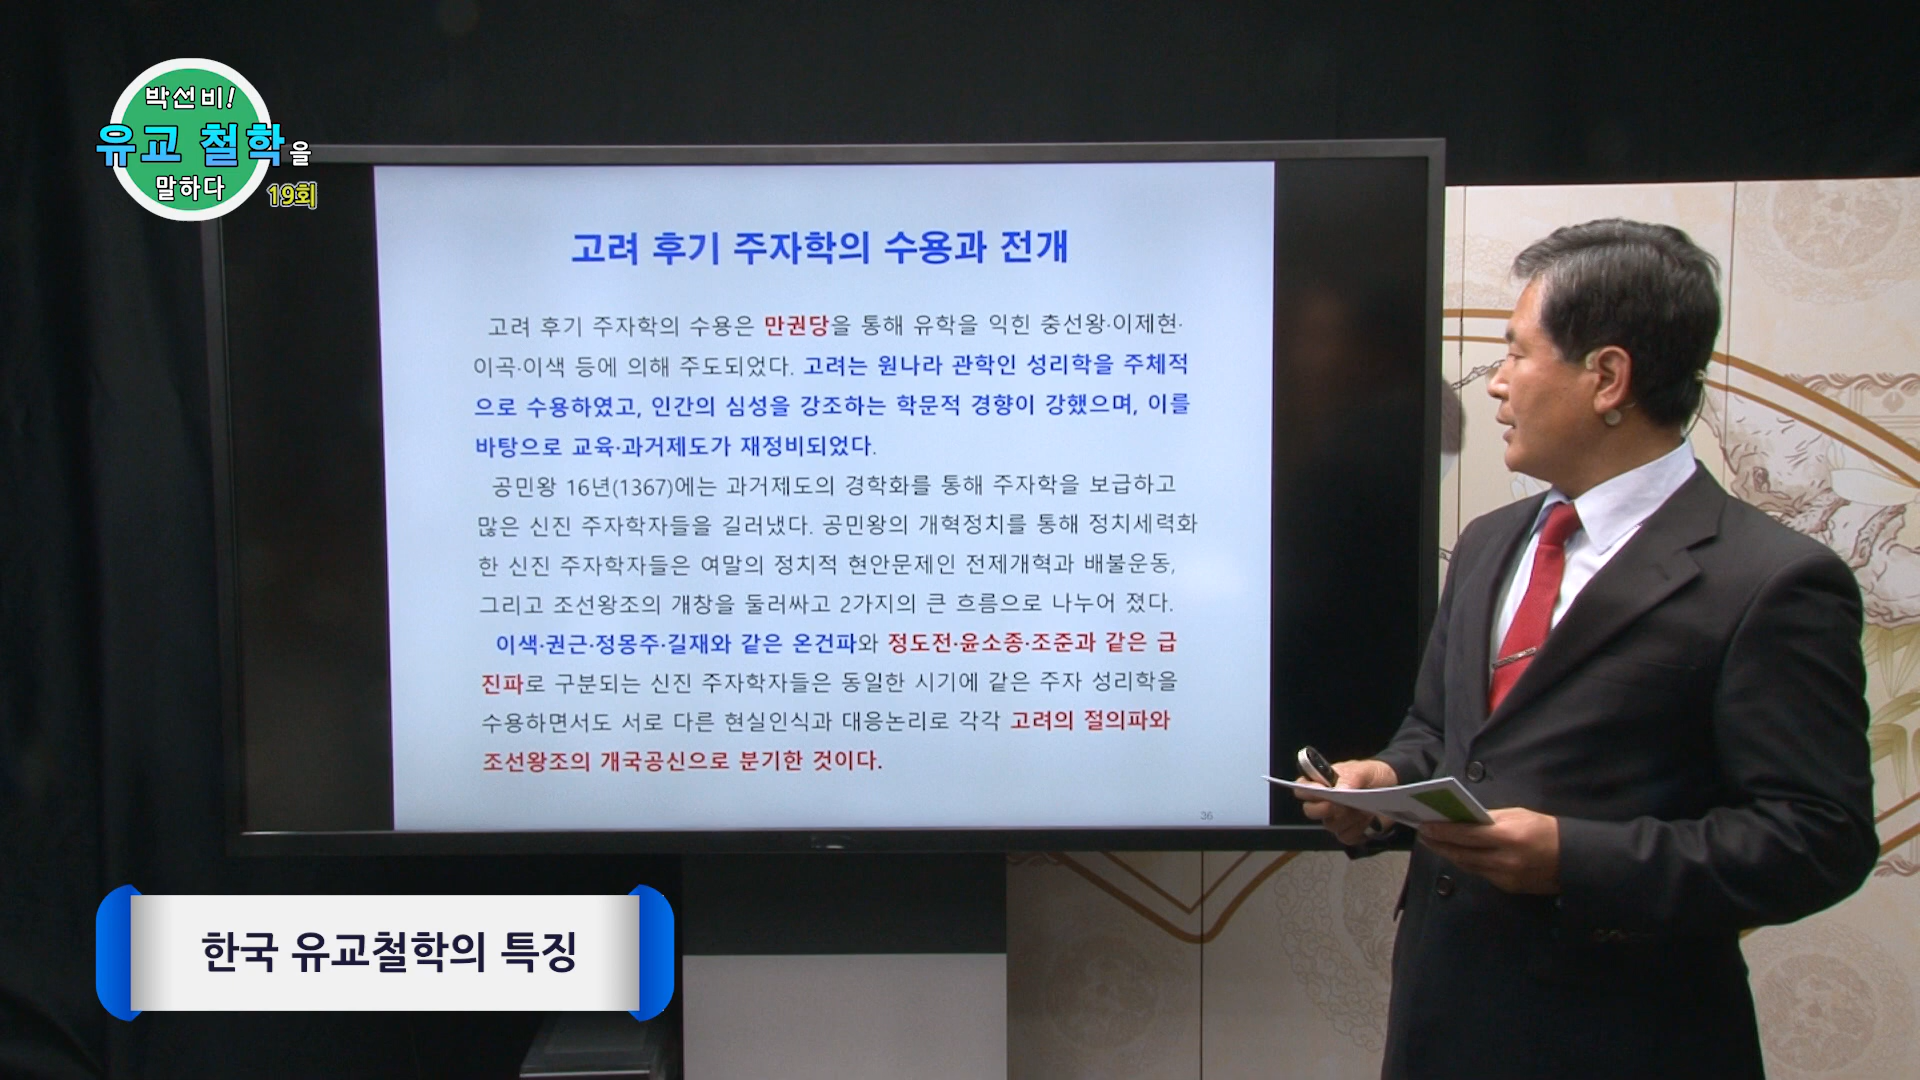 박선비!
유교 철학을
말하다
19회
고려 후기 주자학의 수용과 전개
고려 후기 주자학의 수용은 만권당을 통해 유학을 익힌 충선왕·이제현·
이곡·이색 등에 의해 주도되었다. 고려는 원나라 관학인 성리학을 주체적
으로 수용하였고, 인간의 심성을 강조하는 학문적 경향이 강했으며, 이를
바탕으로 교육·과거제도가 재정비되었다.
공민왕 16년(1367)에는 과거제도의 경학화를 통해 주자학을 보급하고
많은 신진 주자학자들을 길러냈다. 공민왕의 개혁정치를 통해 정치세력화
한 신진 주자학자들은 여말의 정치적 현안문제인 전제개혁과 배불운동,
그리고 조선왕조의 개창을 둘러싸고 2가지의 큰 흐름으로 나누어 졌다.
이색·권근·정몽주·길재와 같은 온건파와 정도전·윤소종·조준과 같은 급
진파로 구분되는 신진 주자학자들은 동일한 시기에 같은 주자 성리학을
수용하면서도 서로 다른 현실인식과 대응논리로 각각 고려의 절의파와
조선왕조의 개국공신으로 분기한 것이다.
36
한국 유교철학의 특징